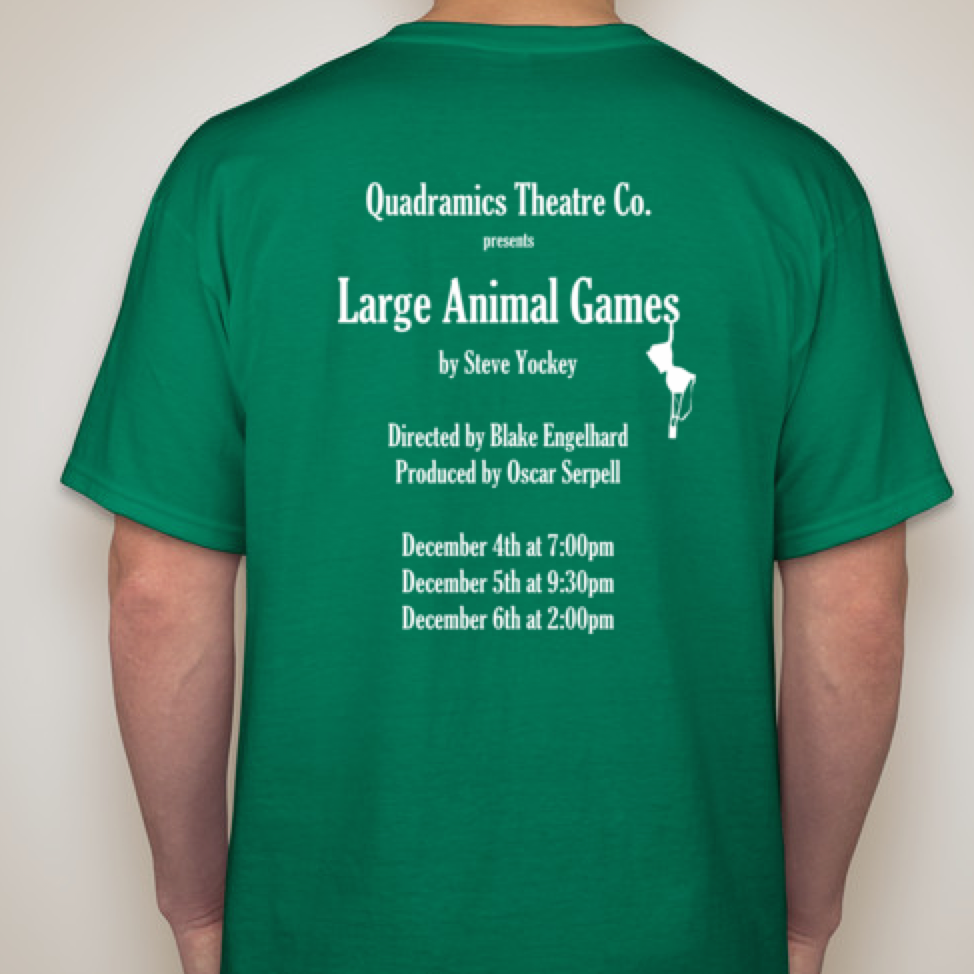 Quadramics Theatre Co.
presents
Large Animal Games
by Steve Yockey
Directed by Blake Engelhard
Produced by Oscar Serpell
December 4th at 7:00pm
December 5th at 9:30pm
December 6th at 2:00pm